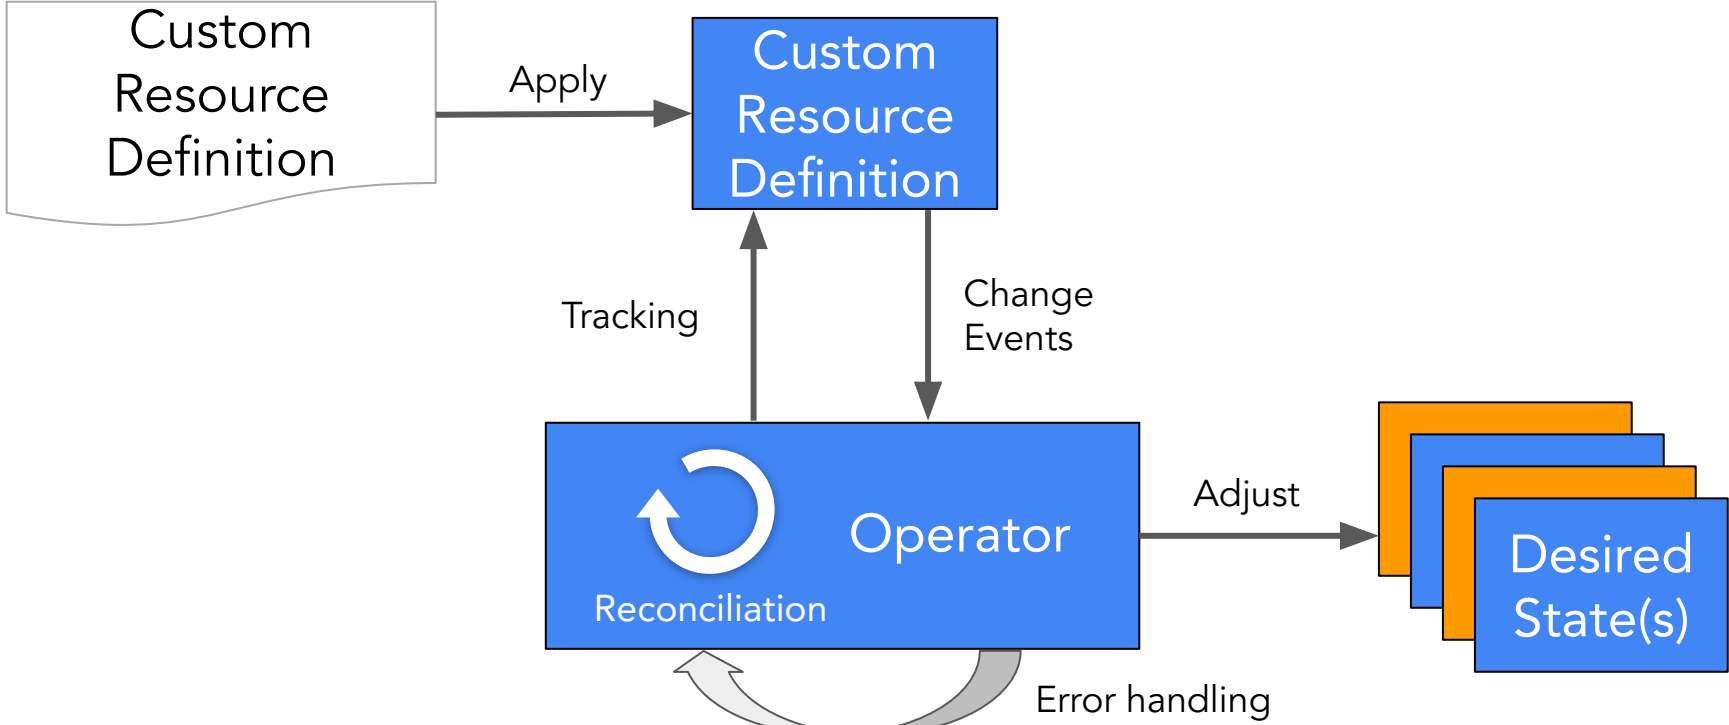 Custom
Resource
Definition
Apply
Custom
Resource
Definition
Tracking
Change
Events
Reconciliation
Operator
Adjust
Desired
State(s)
Error handling